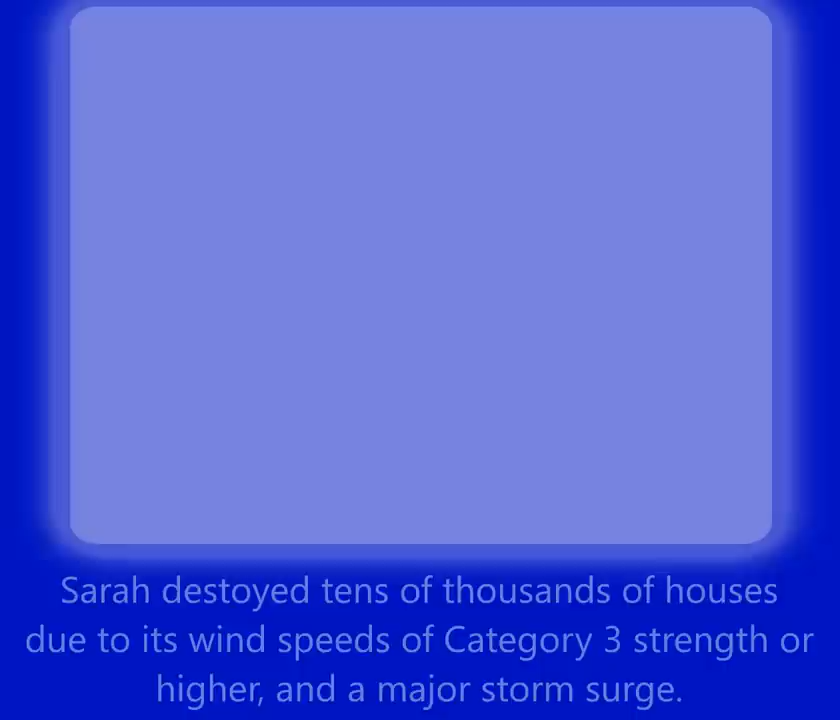 Sarah destoyed tens of thousands of houses
due to its wind speeds of Category 3 strength or
higher, and a major storm surge.